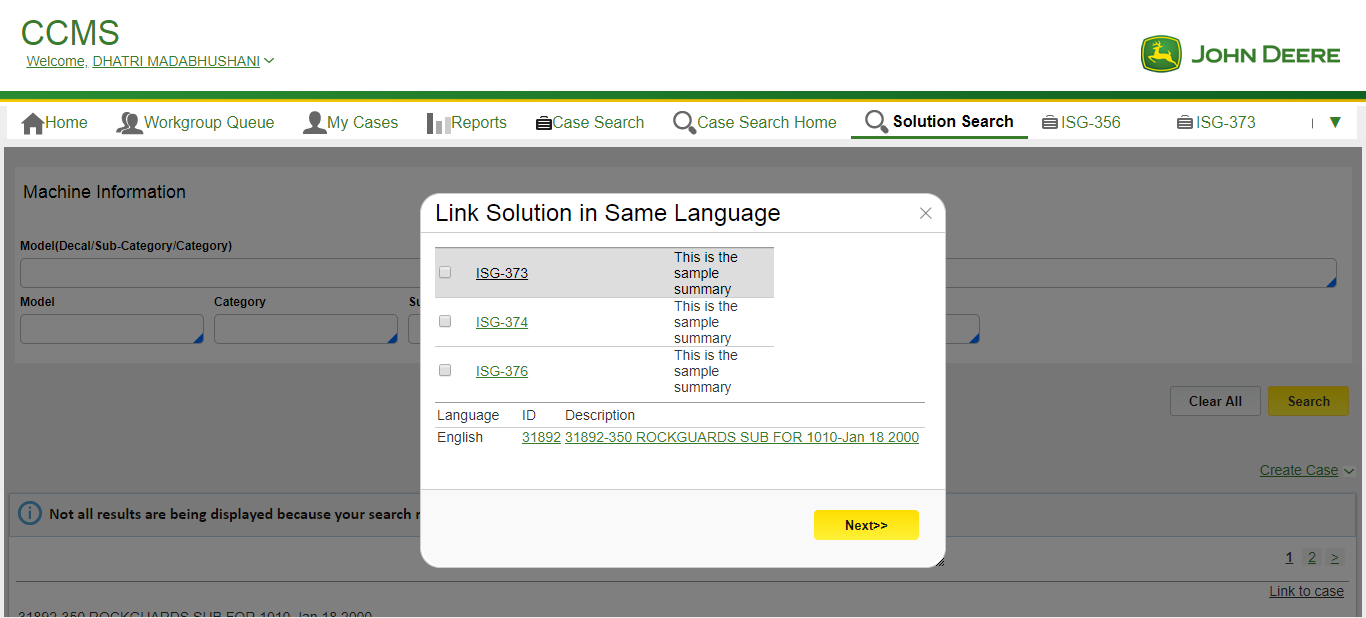 CCMS
Welcome, DHATRI MADABHUSHANI
JOHN DEERE
Home Workgroup Queue My Cases Reports Case Search Case Search Home Solution Search ISG-356 ISG-373
Machine Information
Model(Decal/Sub-Category/Category)
Model Category
Link Solution in Same Language
ISG-373 This is the
sample
summary
ISG-374 This is the
sample
summary
ISG-376 This is the
sample
summary
Language ID Description
English 31892 31892-350 ROCKGUARDS SUB FOR 1010-Jan 18 2000
Next>>
Clear All Search
Create Case
Not all results are being displayed because your search
1 2 >
Link to case
31892-350 ROCKGUARDS SUB FOR 1010-Jan 18 2000